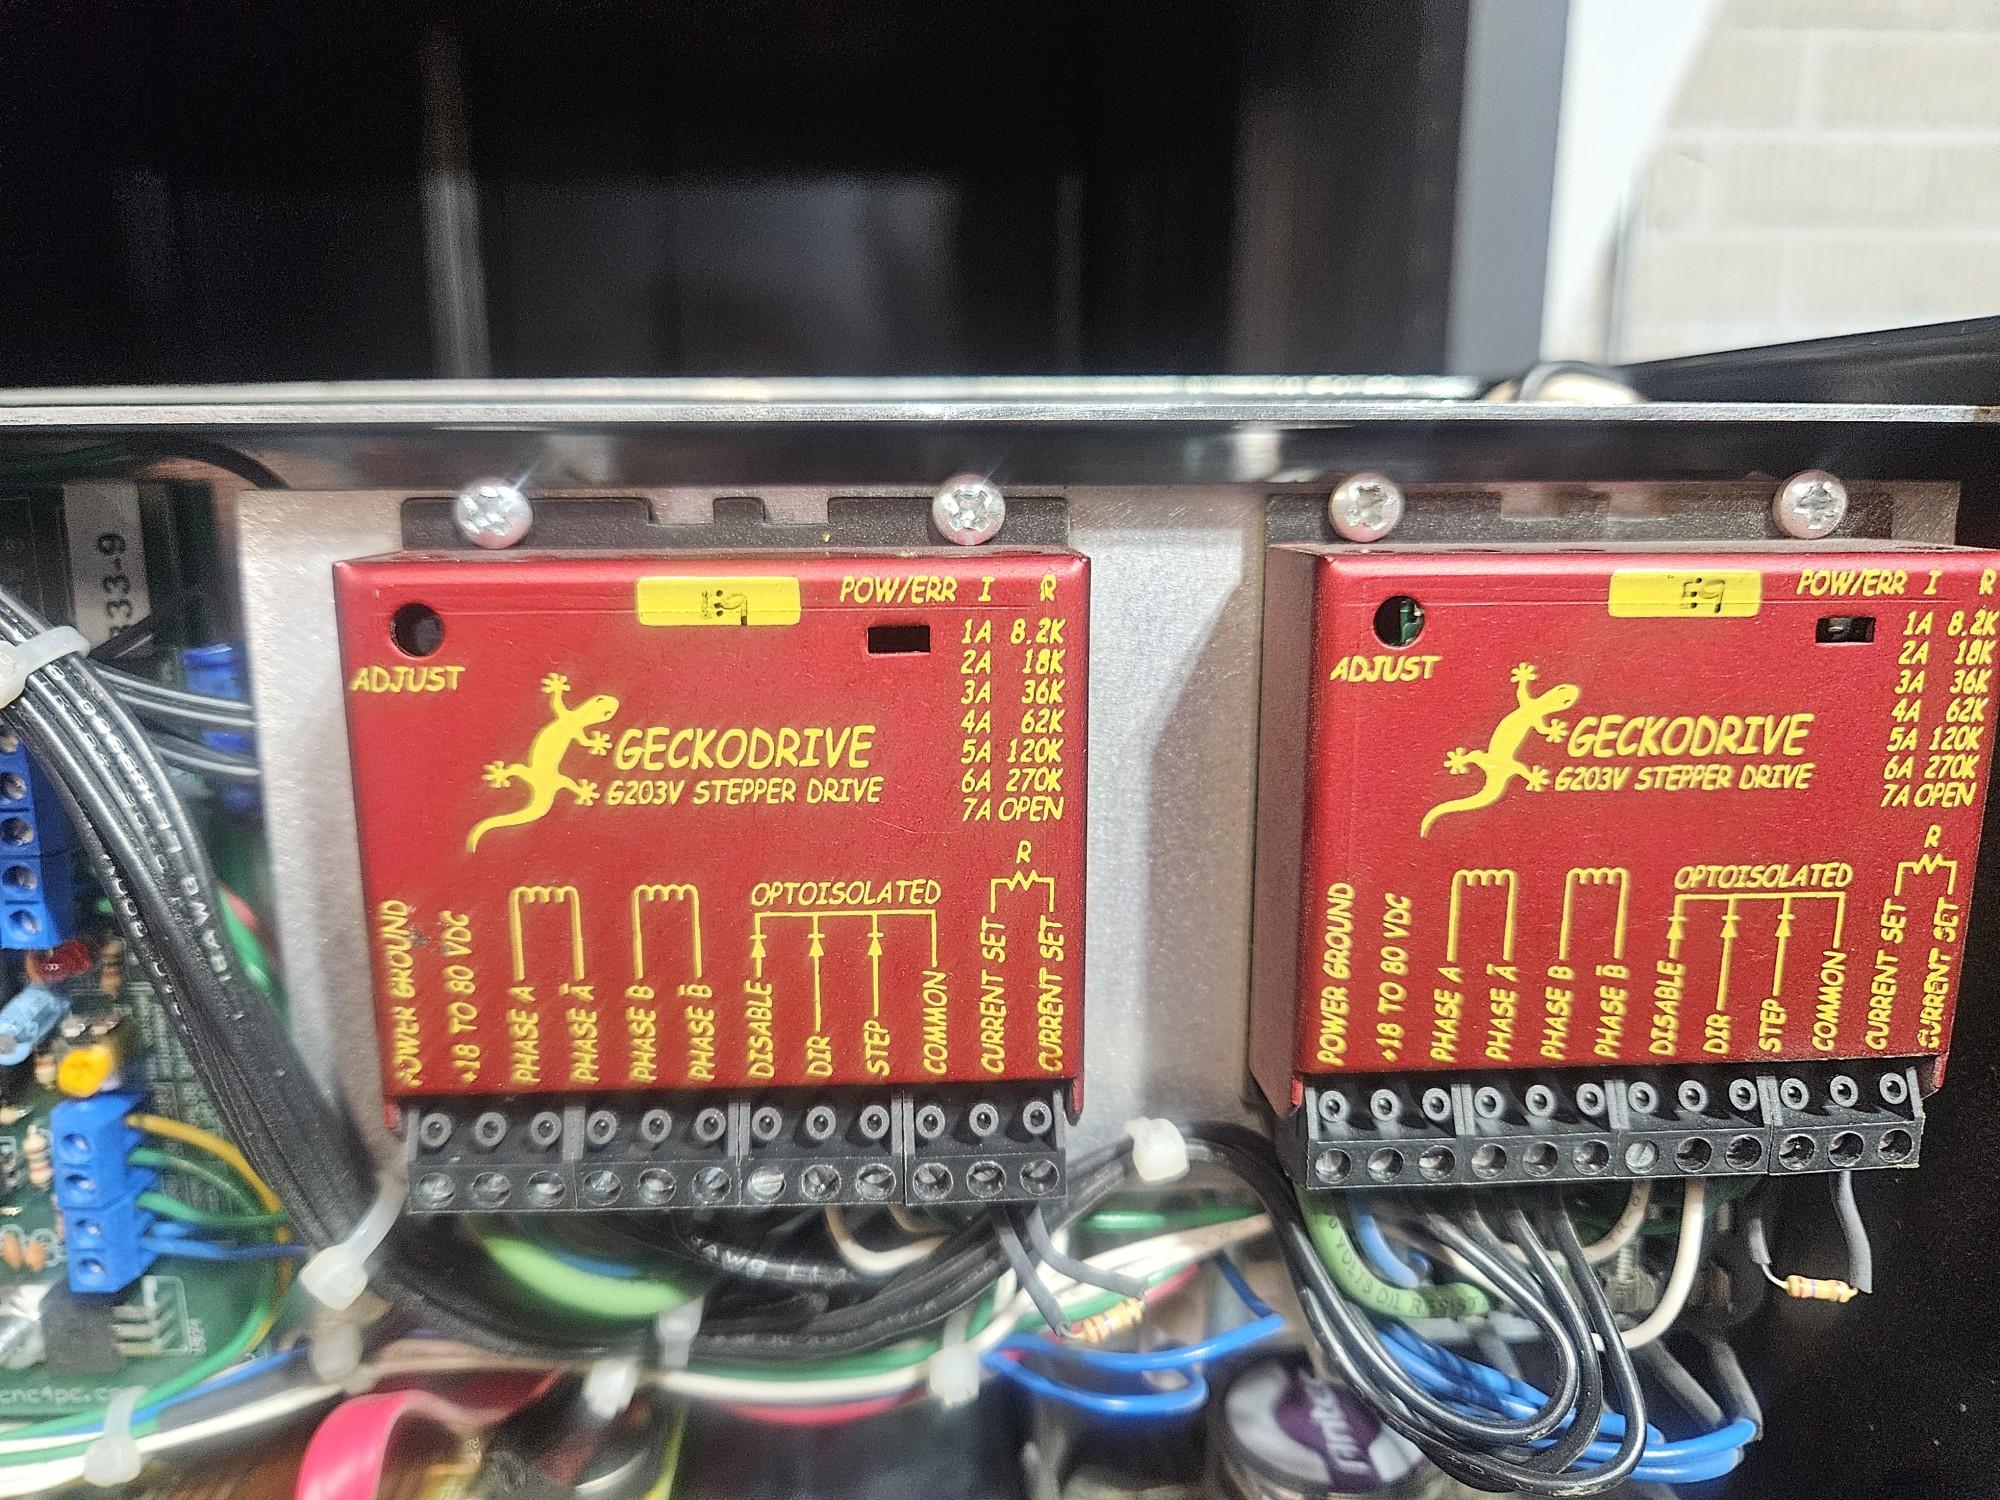 33-9
E9
POW/ERR I R
1A 8.2K
2A 18K
3A 36K
4A 62K
5A 120K
6A 270K
7A OPEN
ADJUST
GECKODRIVE
G203V STEPPER DRIVE
R
OPTOISOLATED
POWER GROUND
+18 TO 80 VDC
PHASE A
PHASE Ā
PHASE B
PHASE B̄
DISABLE
DIR
STEP
COMMON
CURRENT SET
CURRENT SET
E9
POW/ERR I R
1A 8.2K
2A 18K
3A 36K
4A 62K
5A 120K
6A 270K
7A OPEN
ADJUST
GECKODRIVE
G203V STEPPER DRIVE
R
OPTOISOLATED
POWER GROUND
+18 TO 80 VDC
PHASE A
PHASE Ā
PHASE B
PHASE B̄
DISABLE
DIR
STEP
COMMON
CURRENT SET
CURRENT SET